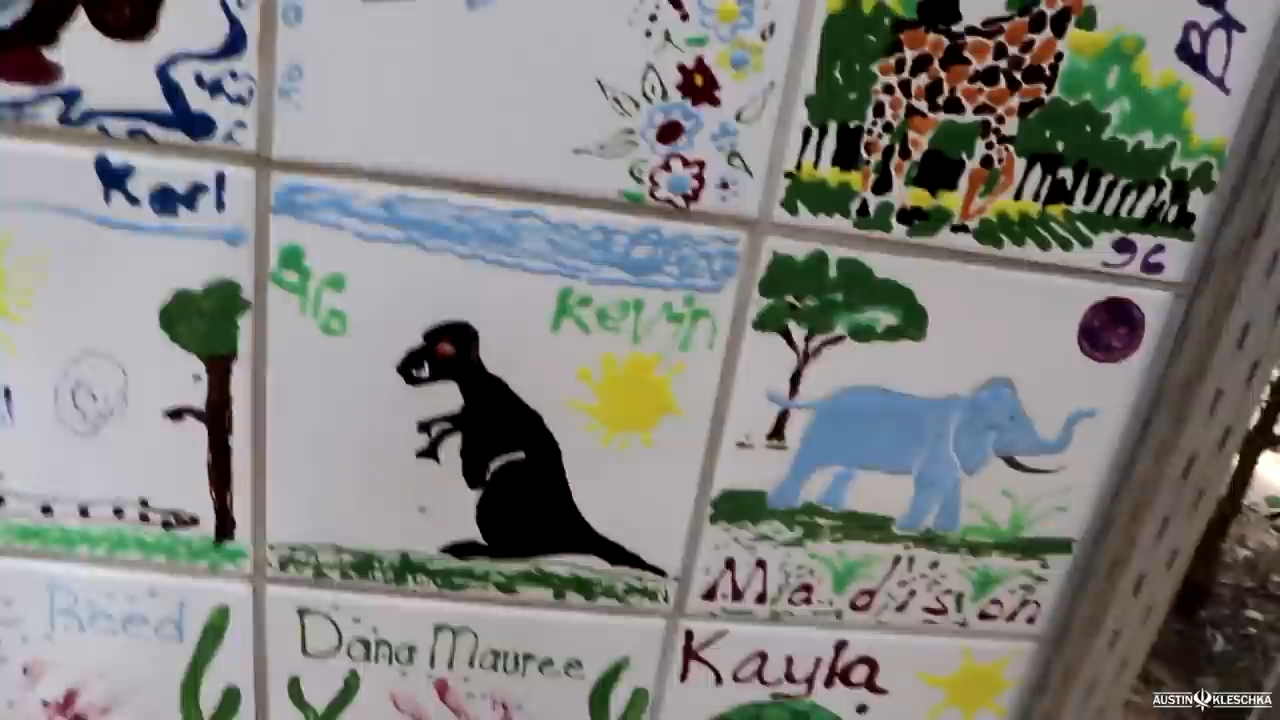 96
Karl
96
Kevin
Madison
Reed
Dana Mauree
Kayla
AUSTIN KLESCHKA